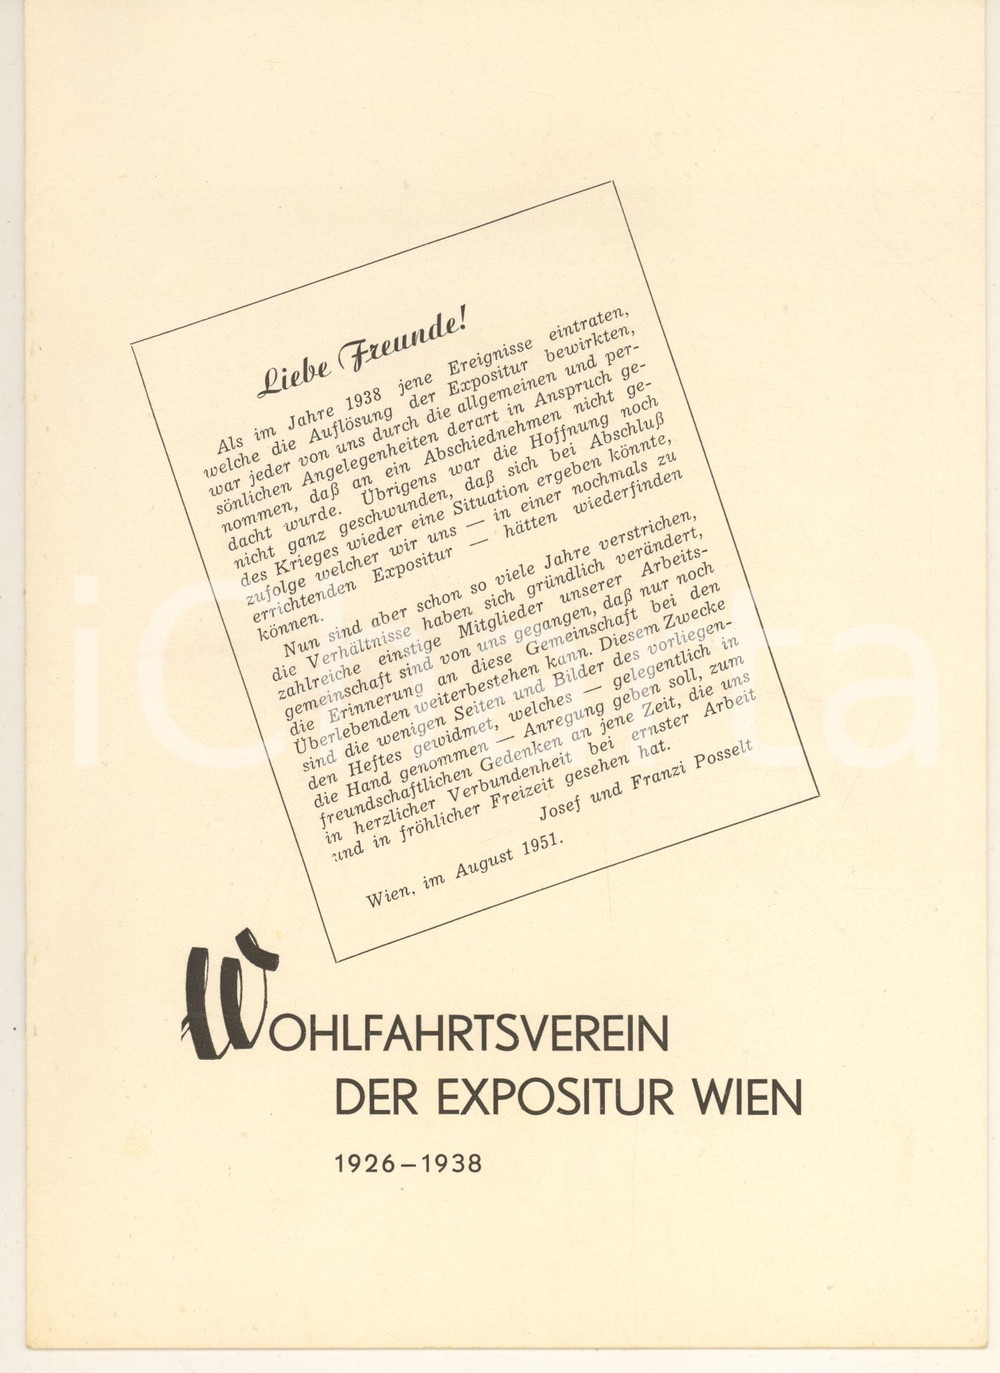 Liebe Freunde!
Als im Jahre 1938 jene Ereignisse eintraten,
welche die Auflösung der Expositur bewirkten,
war jeder von uns durch die allgemeinen und per-
sönlichen Angelegenheiten derart in Anspruch ge-
nommen, daß an ein Abschiednehmen nicht ge-
dacht wurde. Übrigens war die Hoffnung noch
nicht ganz geschwunden, daß sich bei Abschluß
des Krieges wieder eine Situation ergeben könnte,
zufolge welcher wir uns — in einer nochmals zu
errichtenden Expositur — hätten wiederfinden
können.
Nun sind aber schon so viele Jahre verstrichen,
die Verhältnisse haben sich gründlich verändert,
zahlreiche einstige Mitglieder unserer Arbeits-
gemeinschaft sind von uns gegangen, daß nur noch
die Erinnerung an diese Gemeinschaft bei den
Überlebenden weiterbestehen kann. Diesem Zwecke
sind die wenigen Seiten und Bilder des vorliegen-
den Heftes gewidmet, welches — gelegentlich in
die Hand genommen — Anregung geben soll, zum
freundschaftlichen Gedenken an jene Zeit, die uns
in herzlicher Verbundenheit bei ernster Arbeit
und in fröhlicher Freizeit gesehen hat.
Josef und Franzi Posselt
Wien, im August 1951.
WOHLFAHRTSVEREIN
DER EXPOSITUR WIEN
1926–1938
iCharta